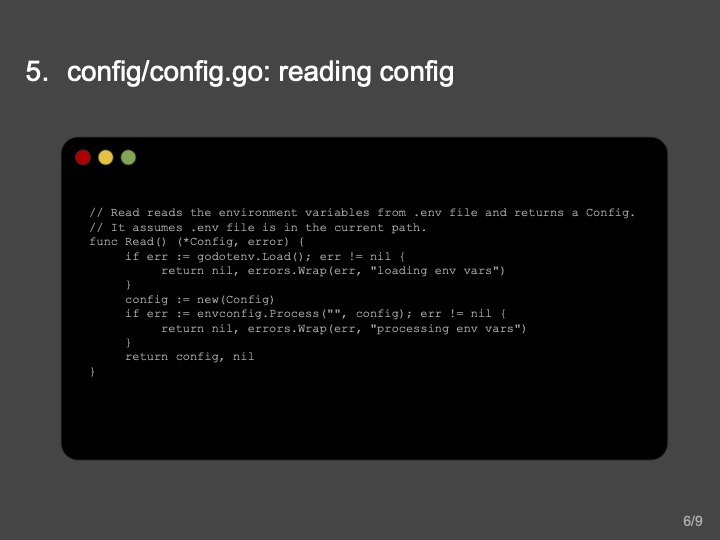 5. config/config.go: reading config
// Read reads the environment variables from .env file and returns a Config.
// It assumes .env file is in the current path.
func Read() (*Config, error) {
     if err := godotenv.Load(); err != nil {
          return nil, errors.Wrap(err, "loading env vars")
     }
     config := new(Config)
     if err := envconfig.Process("", config); err != nil {
          return nil, errors.Wrap(err, "processing env vars")
     }
     return config, nil
}
6/9